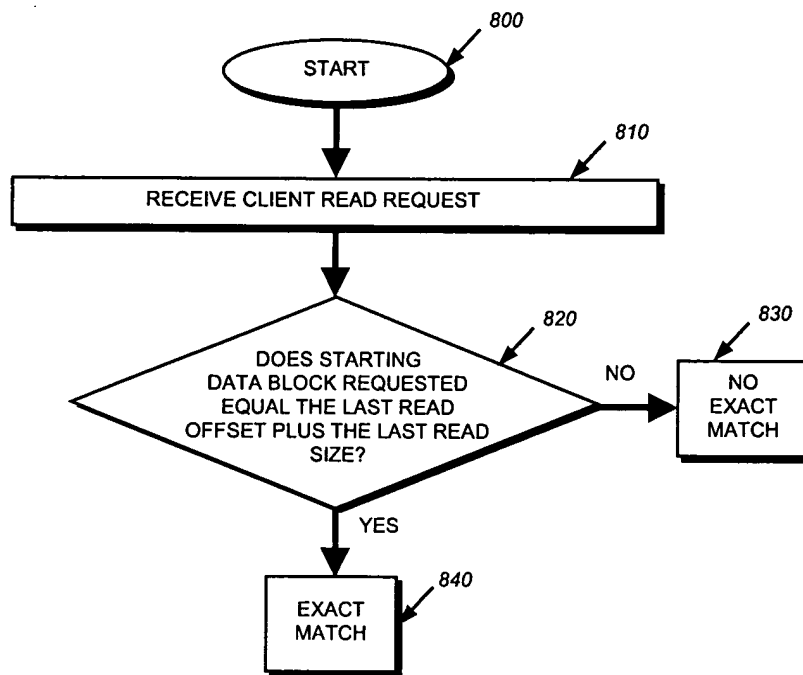 800
START
810
RECEIVE CLIENT READ REQUEST
820
DOES STARTING
DATA BLOCK REQUESTED
EQUAL THE LAST READ
OFFSET PLUS THE LAST READ
SIZE?
NO
830
NO
EXACT
MATCH
YES
840
EXACT
MATCH